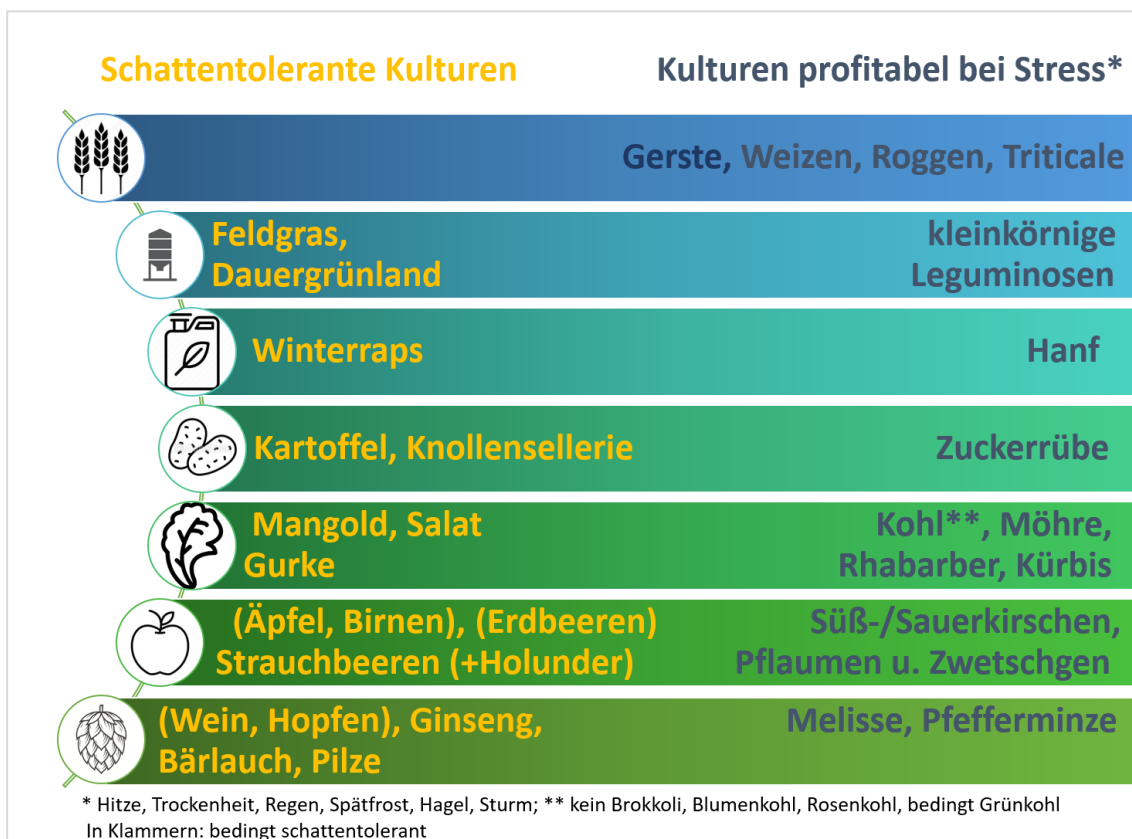 Schattentolerante Kulturen
Kulturen profitabel bei Stress*
Gerste, Weizen, Roggen, Triticale
Feldgras,
Dauergrünland
kleinkörnige
Leguminosen
Winterraps
Hanf
Kartoffel, Knollensellerie
Zuckerrübe
Mangold, Salat
Gurke
Kohl**, Möhre,
Rhabarber, Kürbis
(Äpfel, Birnen), (Erdbeeren)
Strauchbeeren (+Holunder)
Süß-/Sauerkirschen,
Pflaumen u. Zwetschgen
(Wein, Hopfen), Ginseng,
Bärlauch, Pilze
Melisse, Pfefferminze
* Hitze, Trockenheit, Regen, Spätfrost, Hagel, Sturm; ** kein Brokkoli, Blumenkohl, Rosenkohl, bedingt Grünkohl
In Klammern: bedingt schattentolerant